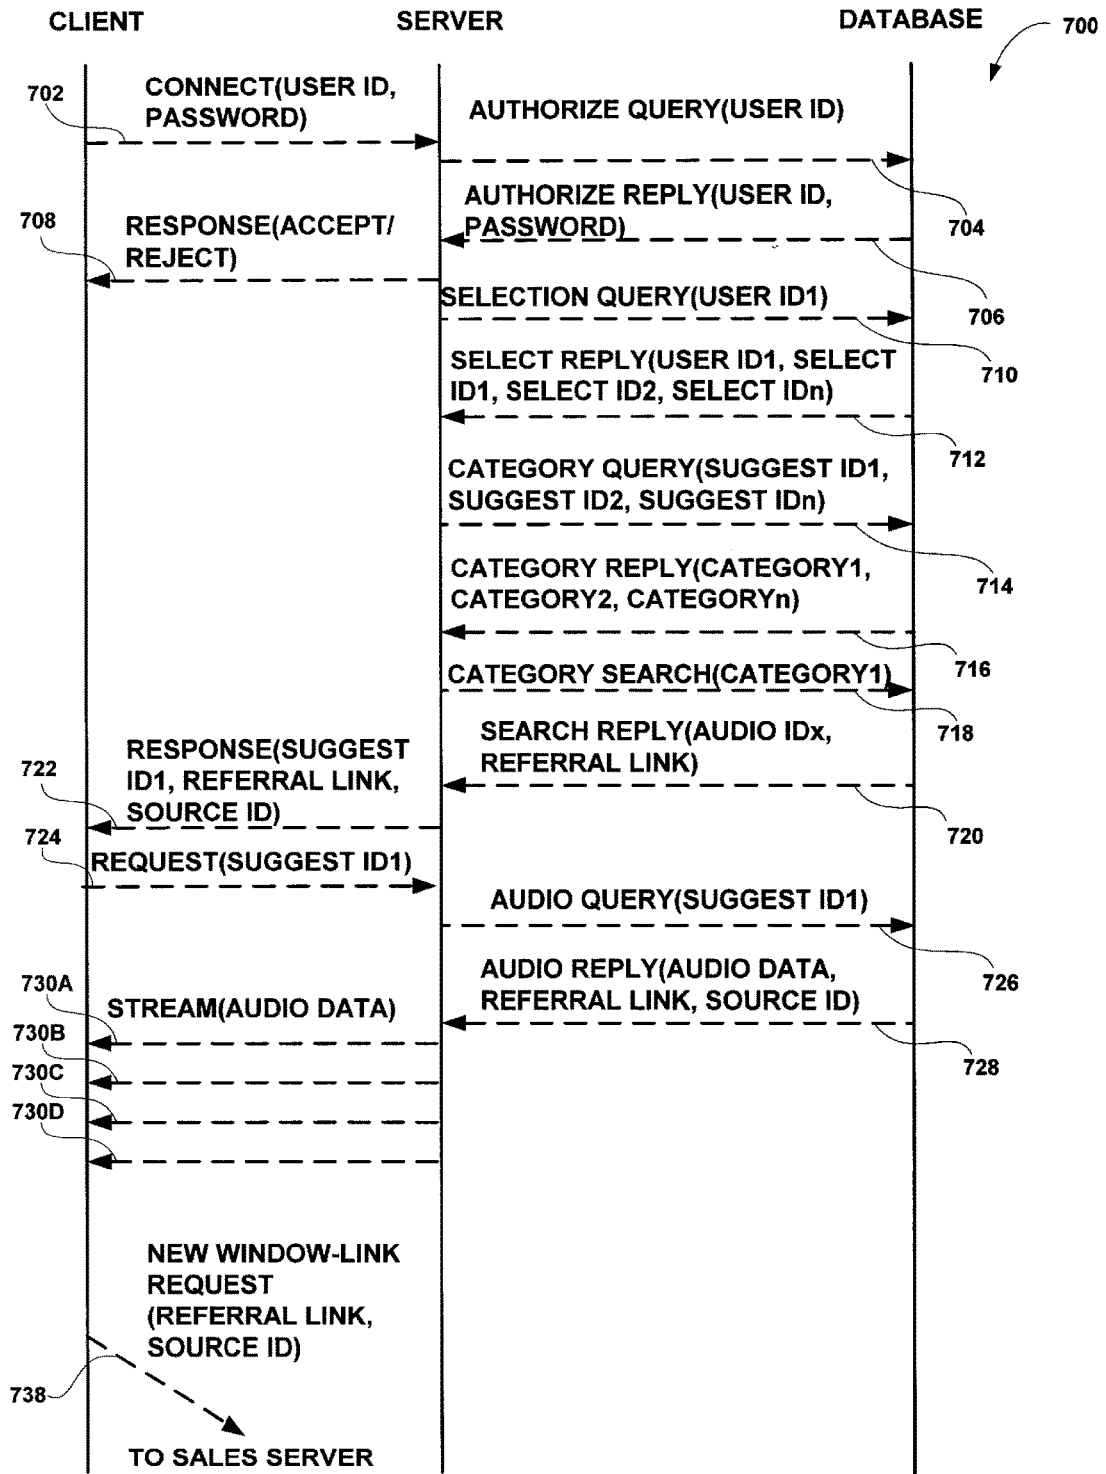 CLIENT
SERVER
DATABASE
700
702
CONNECT(USER ID,
PASSWORD)
AUTHORIZE QUERY(USER ID)
704
AUTHORIZE REPLY(USER ID,
PASSWORD)
706
708
RESPONSE(ACCEPT/
REJECT)
SELECTION QUERY(USER ID1)
710
SELECT REPLY(USER ID1, SELECT
ID1, SELECT ID2, SELECT IDn)
712
CATEGORY QUERY(SUGGEST ID1,
SUGGEST ID2, SUGGEST IDn)
714
CATEGORY REPLY(CATEGORY1,
CATEGORY2, CATEGORYn)
716
CATEGORY SEARCH(CATEGORY1)
718
SEARCH REPLY(AUDIO IDx,
REFERRAL LINK)
720
RESPONSE(SUGGEST
ID1, REFERRAL LINK,
SOURCE ID)
722
724
REQUEST(SUGGEST ID1)
AUDIO QUERY(SUGGEST ID1)
726
AUDIO REPLY(AUDIO DATA,
REFERRAL LINK, SOURCE ID)
728
730A
STREAM(AUDIO DATA)
730B
730C
730D
NEW WINDOW-LINK
REQUEST
(REFERRAL LINK,
SOURCE ID)
738
TO SALES SERVER